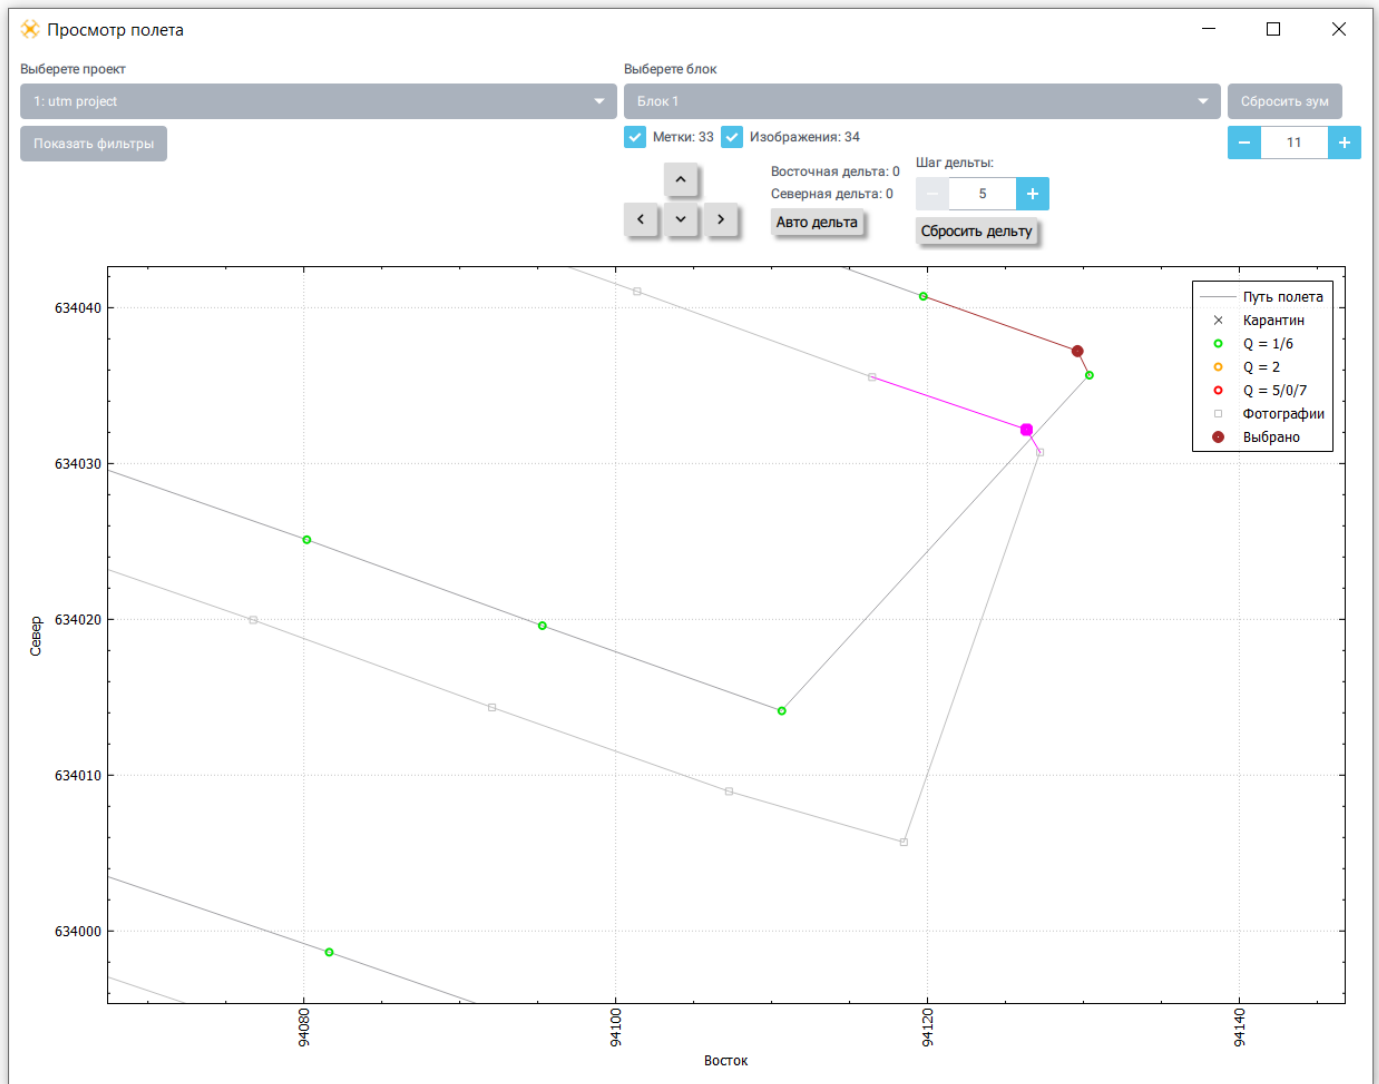 Просмотр полета
Выберете проект
Выберете блок
1: utm project
Блок 1
Сбросить зум
Показать фильтры
Метки: 33
Изображения: 34
11
Восточная дельта: 0
Северная дельта: 0
Авто дельта
Шаг дельты:
5
Сбросить дельту
634040
634030
634020
634010
634000
Север
94080
94100
94120
94140
Восток
Путь полета
Карантин
Q = 1/6
Q = 2
Q = 5/0/7
Фотографии
Выбрано